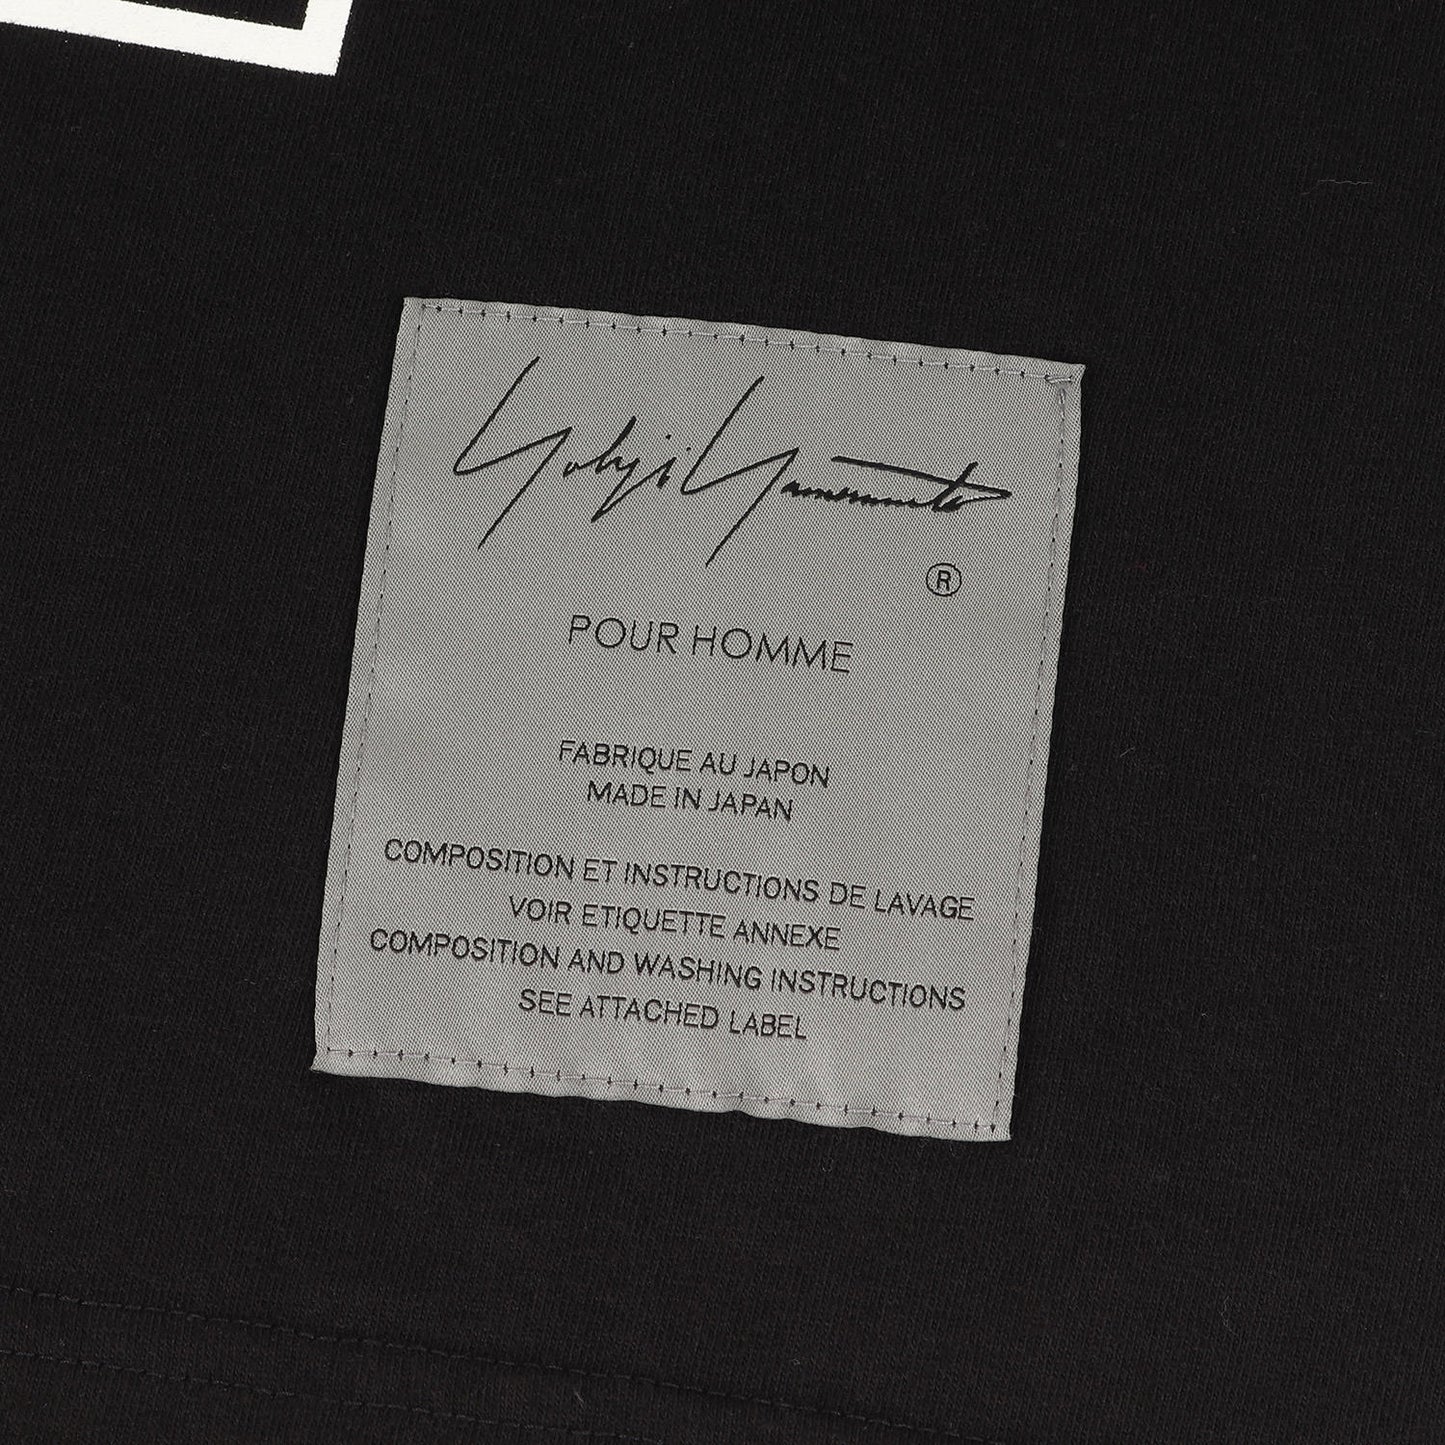 Yohji Yamamoto
®
POUR HOMME
FABRIQUE AU JAPON
MADE IN JAPAN
COMPOSITION ET INSTRUCTIONS DE LAVAGE
VOIR ETIQUETTE ANNEXE
COMPOSITION AND WASHING INSTRUCTIONS
SEE ATTACHED LABEL